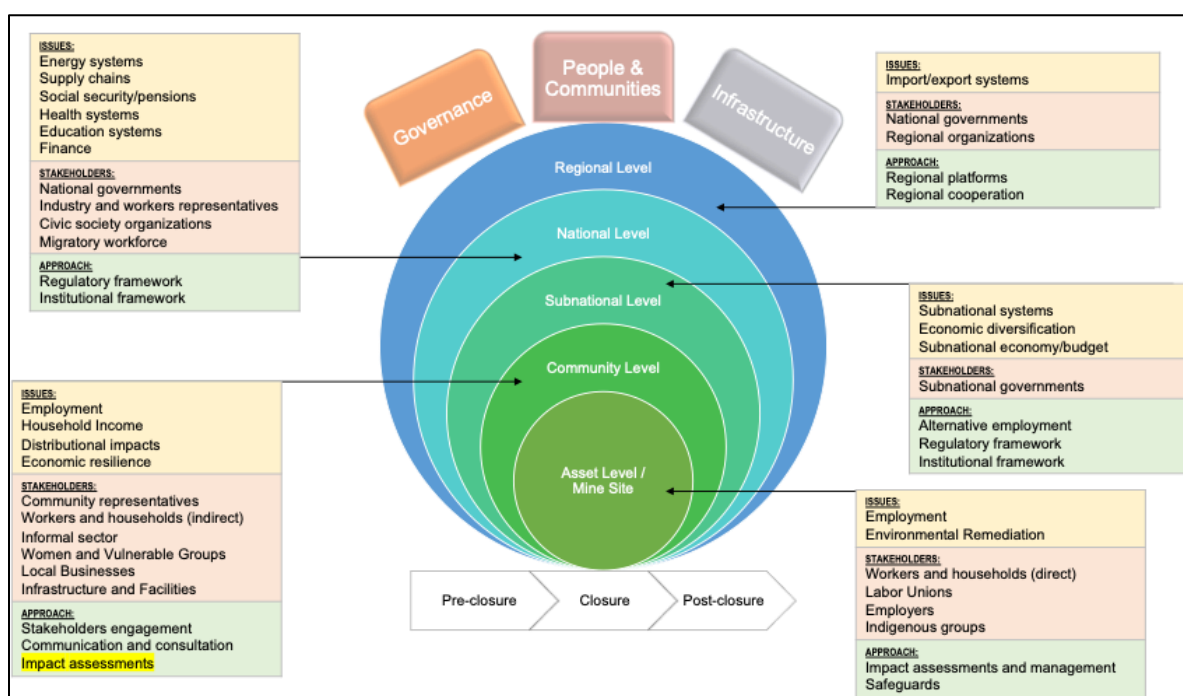 ISSUES:
Energy systems
Supply chains
Social security/pensions
Health systems
Education systems
Finance
STAKEHOLDERS:
National governments
Industry and workers representatives
Civic society organizations
Migratory workforce
APPROACH:
Regulatory framework
Institutional framework
Governance
People &
Communities
Infrastructure
ISSUES:
Import/export systems
STAKEHOLDERS:
National governments
Regional organizations
APPROACH:
Regional platforms
Regional cooperation
Regional Level
National Level
Subnational Level
Community Level
Asset Level /
Mine Site
ISSUES:
Subnational systems
Economic diversification
Subnational economy/budget
STAKEHOLDERS:
Subnational governments
APPROACH:
Alternative employment
Regulatory framework
Institutional framework
ISSUES:
Employment
Household Income
Distributional impacts
Economic resilience
STAKEHOLDERS:
Community representatives
Workers and households (indirect)
Informal sector
Women and Vulnerable Groups
Local Businesses
Infrastructure and Facilities
APPROACH:
Stakeholders engagement
Communication and consultation
Impact assessments
ISSUES:
Employment
Environmental Remediation
STAKEHOLDERS:
Workers and households (direct)
Labor Unions
Employers
Indigenous groups
APPROACH:
Impact assessments and management
Safeguards
Pre-closure
Closure
Post-closure